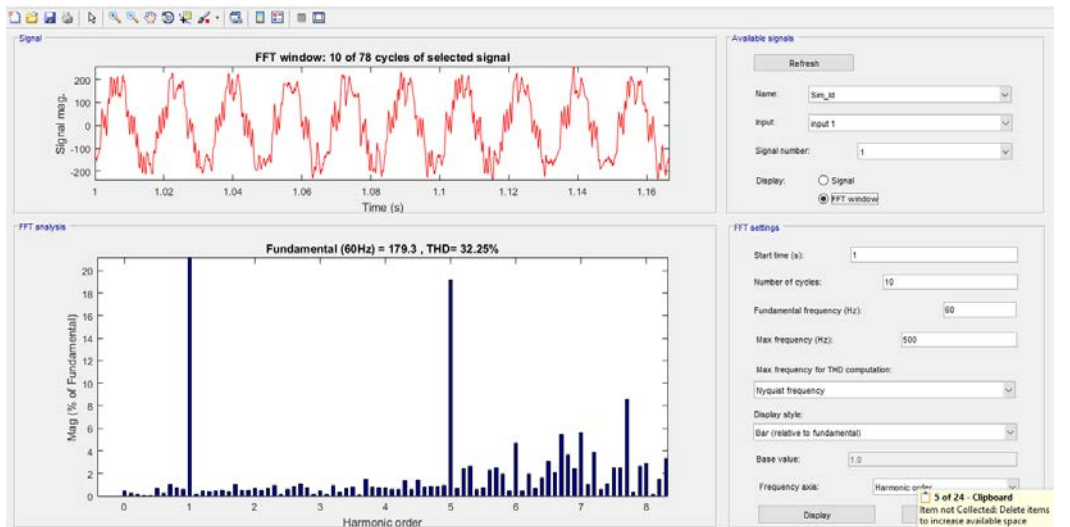 Signal
FFT window: 10 of 78 cycles of selected signal
Signal mag.
200
100
0
-100
-200
1
1.02
1.04
1.06
1.08
1.1
1.12
1.14
1.16
Time (s)
Available signals
Refresh
Name:
Sim_Id
Input:
input 1
Signal number:
1
Display:
Signal
FFT window
FFT analysis
Fundamental (60Hz) = 179.3 , THD= 32.25%
Mag (% of Fundamental)
20
18
16
14
12
10
8
6
4
2
0
0
1
2
3
4
5
6
7
8
Harmonic order
FFT settings
Start time (s):
1
Number of cycles:
10
Fundamental frequency (Hz):
60
Max frequency (Hz):
500
Max frequency for THD computation:
Nyquist frequency
Display style:
Bar (relative to fundamental)
Base value:
1.0
Frequency axis:
Harmonic order
Display
5 of 24 - Clipboard
Item not Collected: Delete items
to increase available space